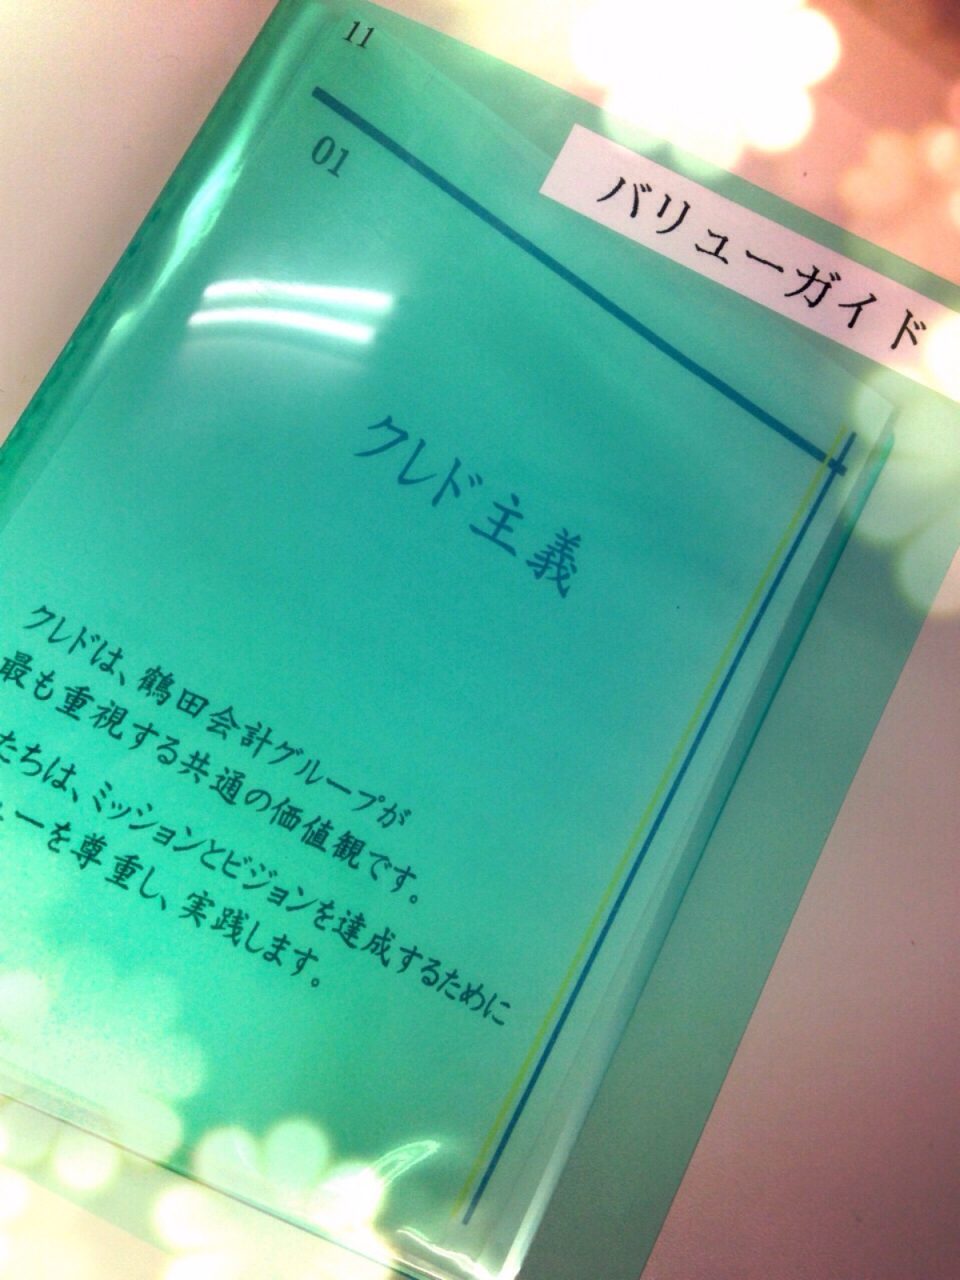 11
バリューガイド
01
クレド主義
クレドは、鶴田会計グループが
最も重視する共通の価値観です。
たちは、ミッションとビジョンを達成するために
ーを尊重し、実践します。